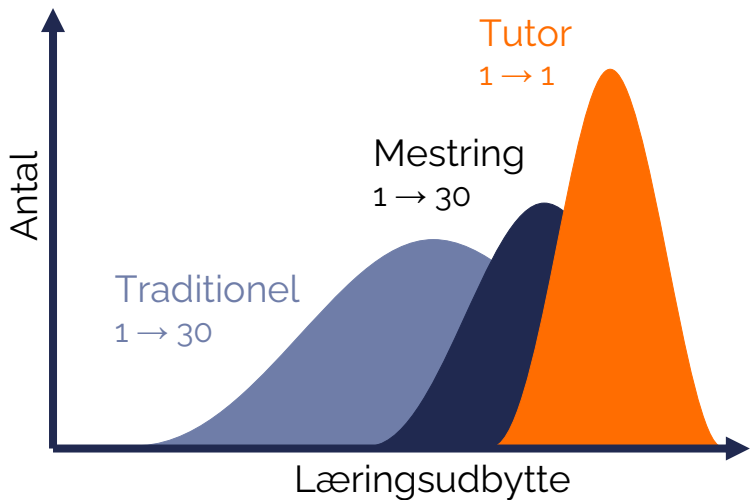 Tutor
1 → 1
Mestring
1 → 30
Traditionel
1 → 30
Antal
Læringsudbytte